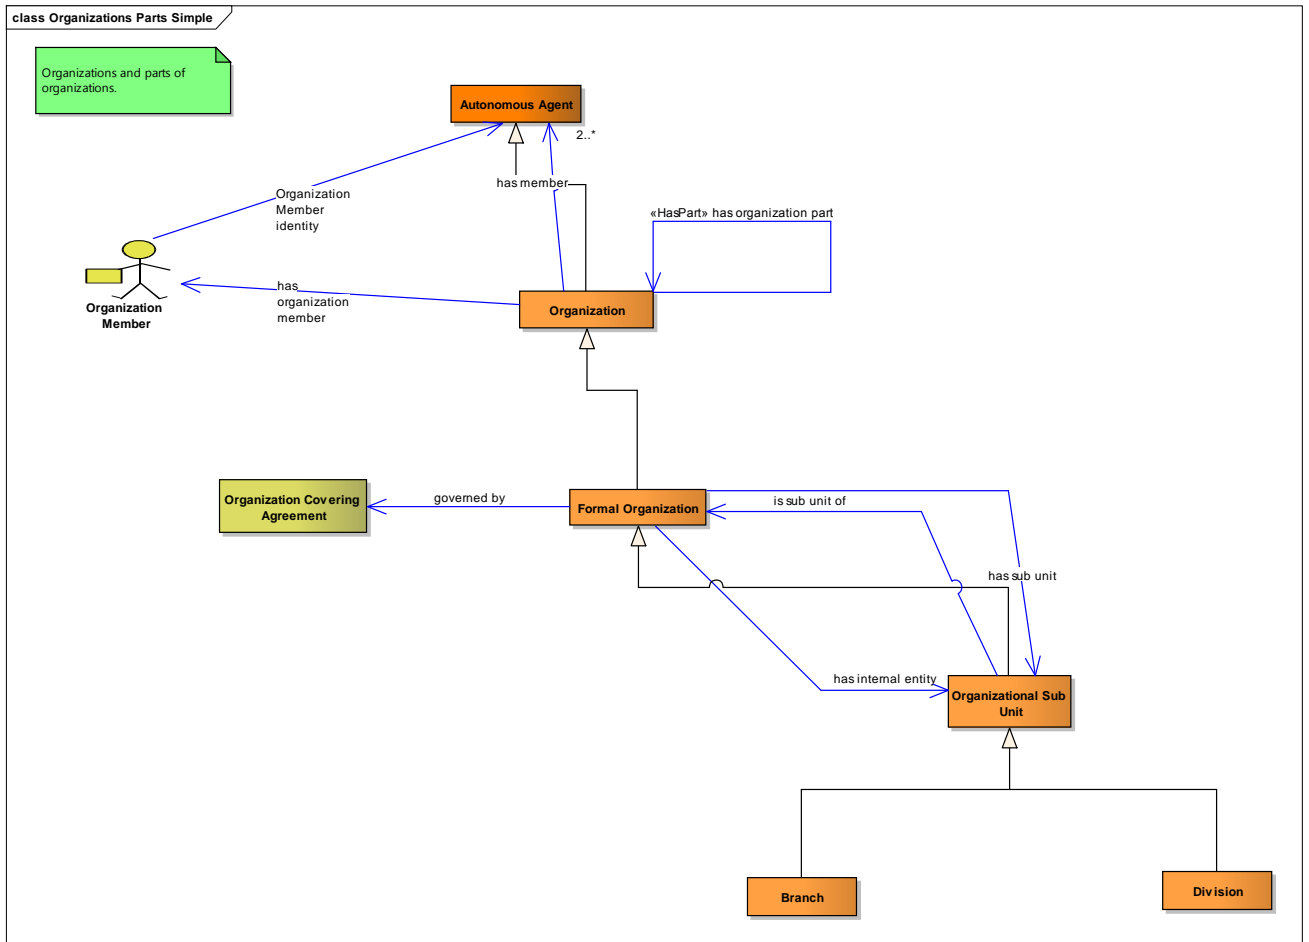 class Organizations Parts Simple
Organizations and parts of
organizations.
Autonomous Agent
2..*
has member
Organization
Member
identity
«HasPart» has organization part
has
organization
member
Organization
Member
Organization
Organization Covering
Agreement
governed by
Formal Organization
is sub unit of
has sub unit
has internal entity
Organizational Sub
Unit
Branch
Division